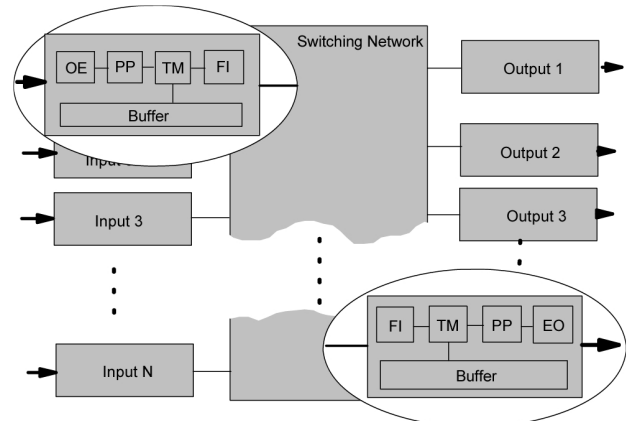 Switching Network
OE PP TM FI
Buffer
Output 1
Output 2
Input 3
Output 3
FI TM PP EO
Buffer
Input N